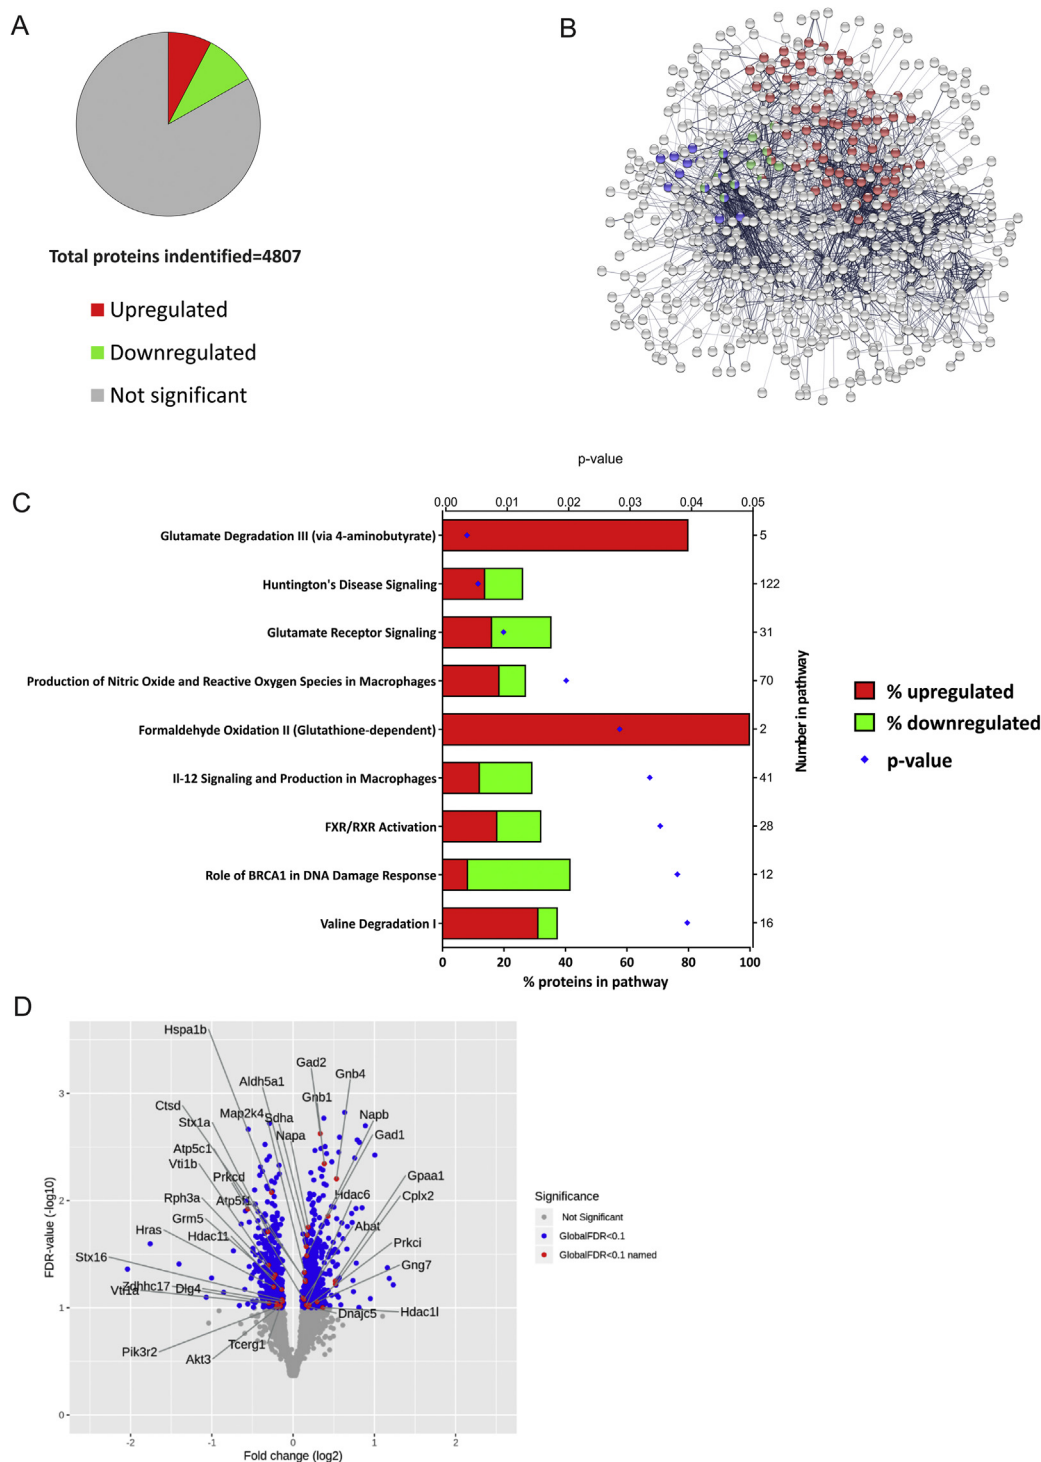 A
B
Total proteins indentified=4807
Upregulated
Downregulated
Not significant
C
p-value
0.00 0.01 0.02 0.03 0.04 0.05
Glutamate Degradation III (via 4-aminobutyrate) 5
Huntington's Disease Signaling 122
Glutamate Receptor Signaling 31
Production of Nitric Oxide and Reactive Oxygen Species in Macrophages 70
Formaldehyde Oxidation II (Glutathione-dependent) 2
Il-12 Signaling and Production in Macrophages 41
FXR/RXR Activation 28
Role of BRCA1 in DNA Damage Response 12
Valine Degradation I 16
Number in pathway
0 20 40 60 80 100
% proteins in pathway
% upregulated
% downregulated
p-value
D
Hspa1b
Gad2
Gnb4
Aldh5a1
Gnb1
Ctsd
Map2k4
Sdha
Napb
Stx1a
Napa
Gad1
Atp5c1
Vti1b
Prkcd
Gpaa1
Rph3a
Atp5f1
Hdac6
Cplx2
Grm5
Abat
Hras
Hdac11
Prkci
Stx16
Gng7
Zdhhc17
Vti1a
Dlg4
Dnajc5
Hdac1l
Pik3r2
Akt3
Tcerg1
3
2
1
0
FDR-value (-log10)
-2 -1 0 1 2
Fold change (log2)
Significance
Not Significant
GlobalFDR<0.1
GlobalFDR<0.1 named